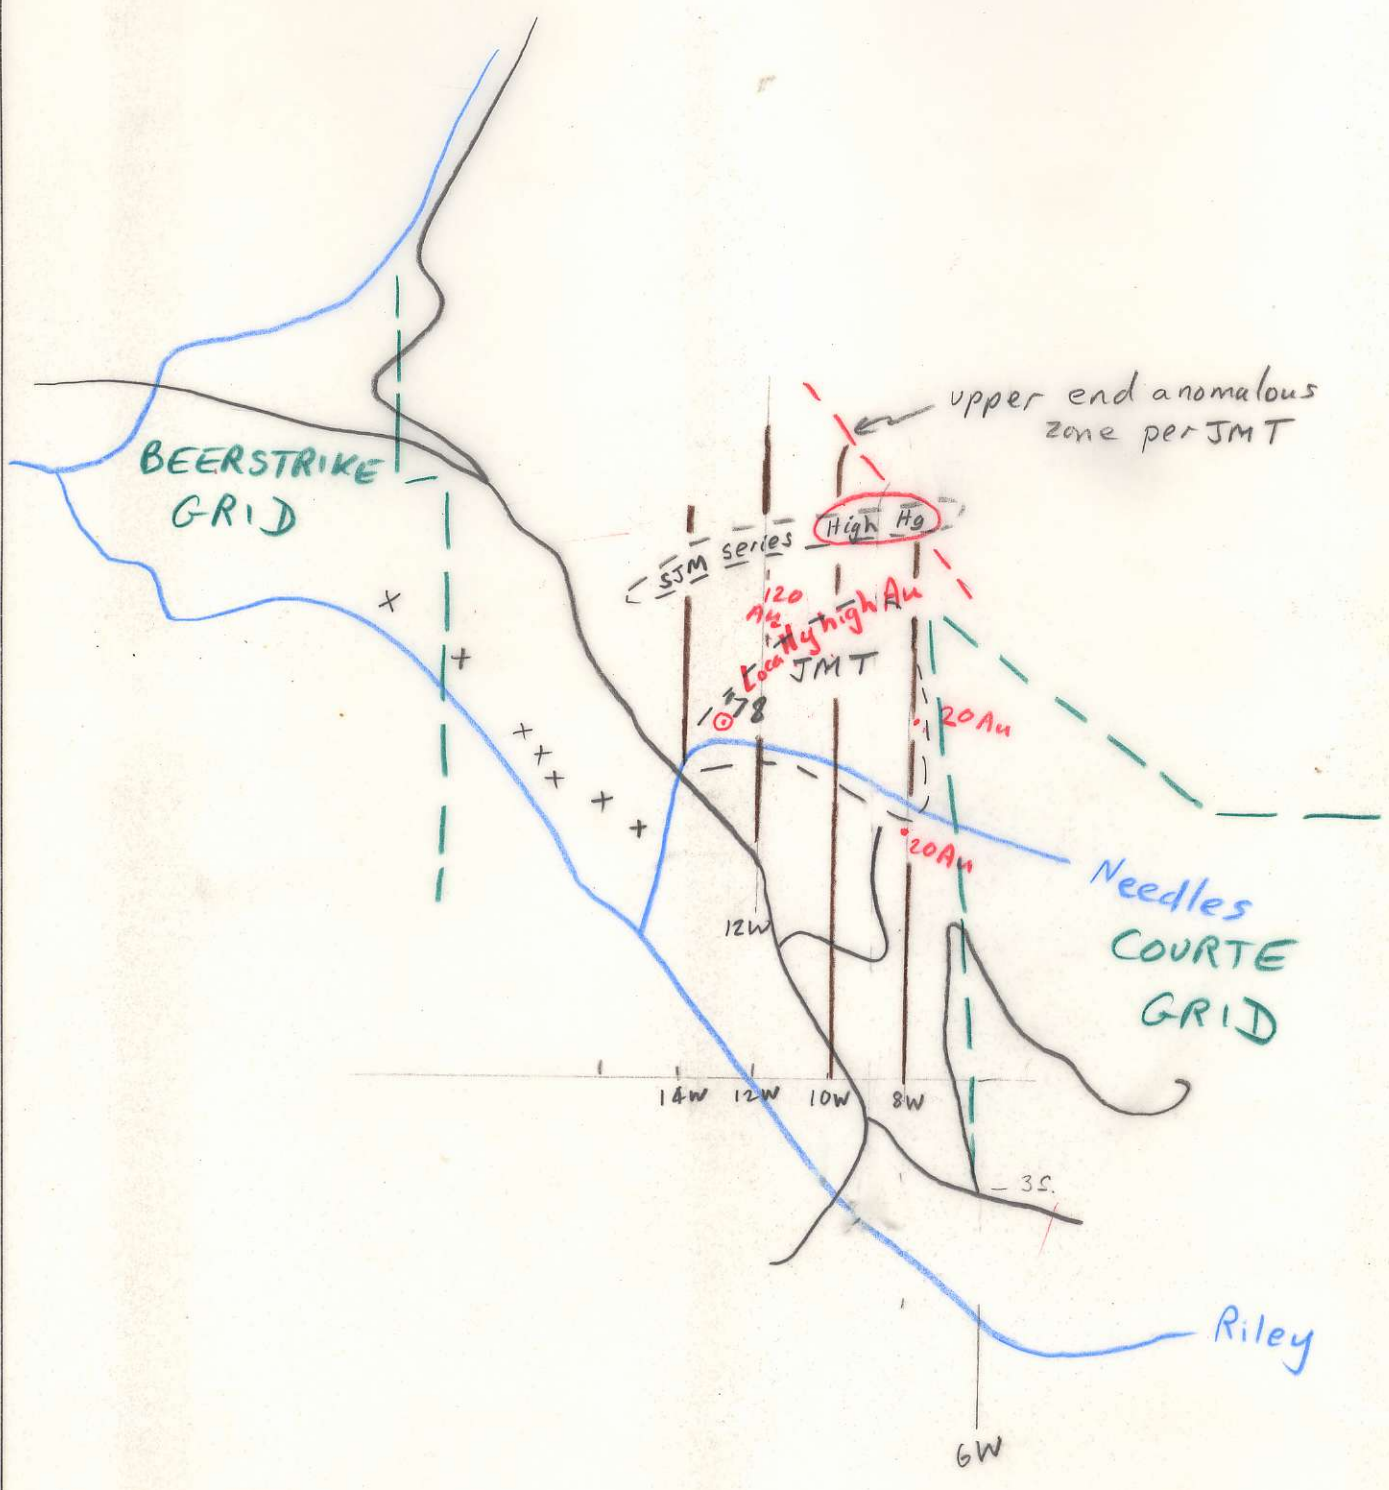 upper end anomalous
zone per JMT
BEERSTRIKE
GRID
High Hg
SJM series
120
Au
Locally high Au
JMT
78
20 Au
20 Au
Needles
COURTE
GRID
12W
14W 12W 10W 8W
3S.
Riley
6W